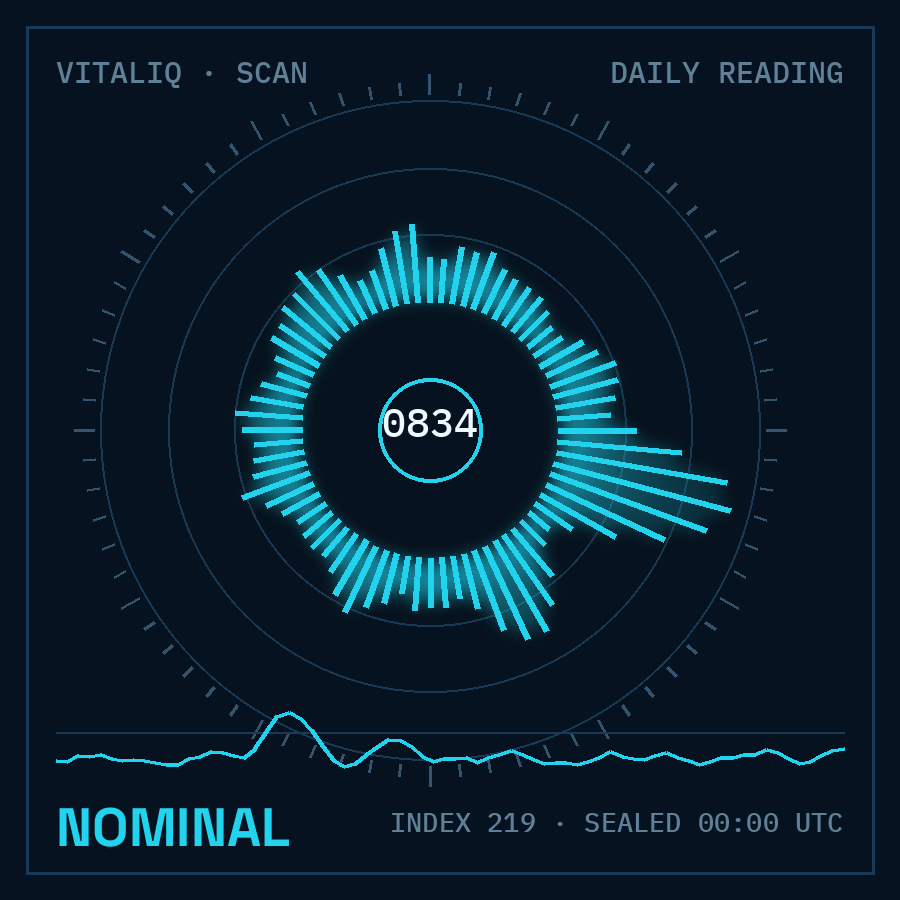 VITALIQ · SCAN
DAILY READING
0834
NOMINAL
INDEX 219 · SEALED 00:00 UTC